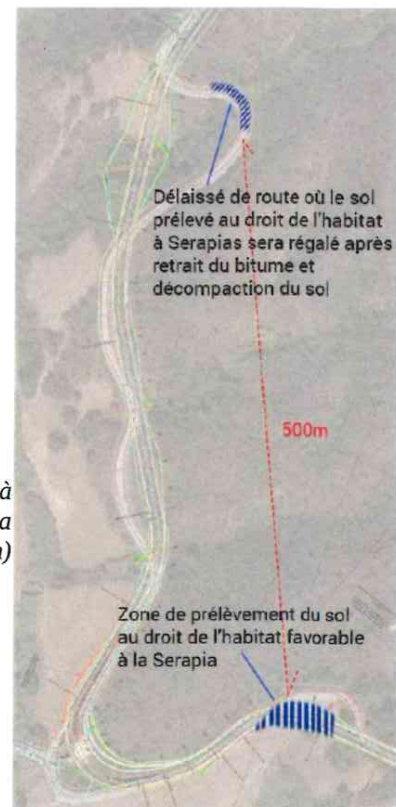 Délaissé de route où le sol
prélevé au droit de l'habitat
à Serapias sera régalé après
retrait du bitume et
décompaction du sol
500m
à
a
)
Zone de prélèvement du sol
au droit de l'habitat favorable
à la Serapia